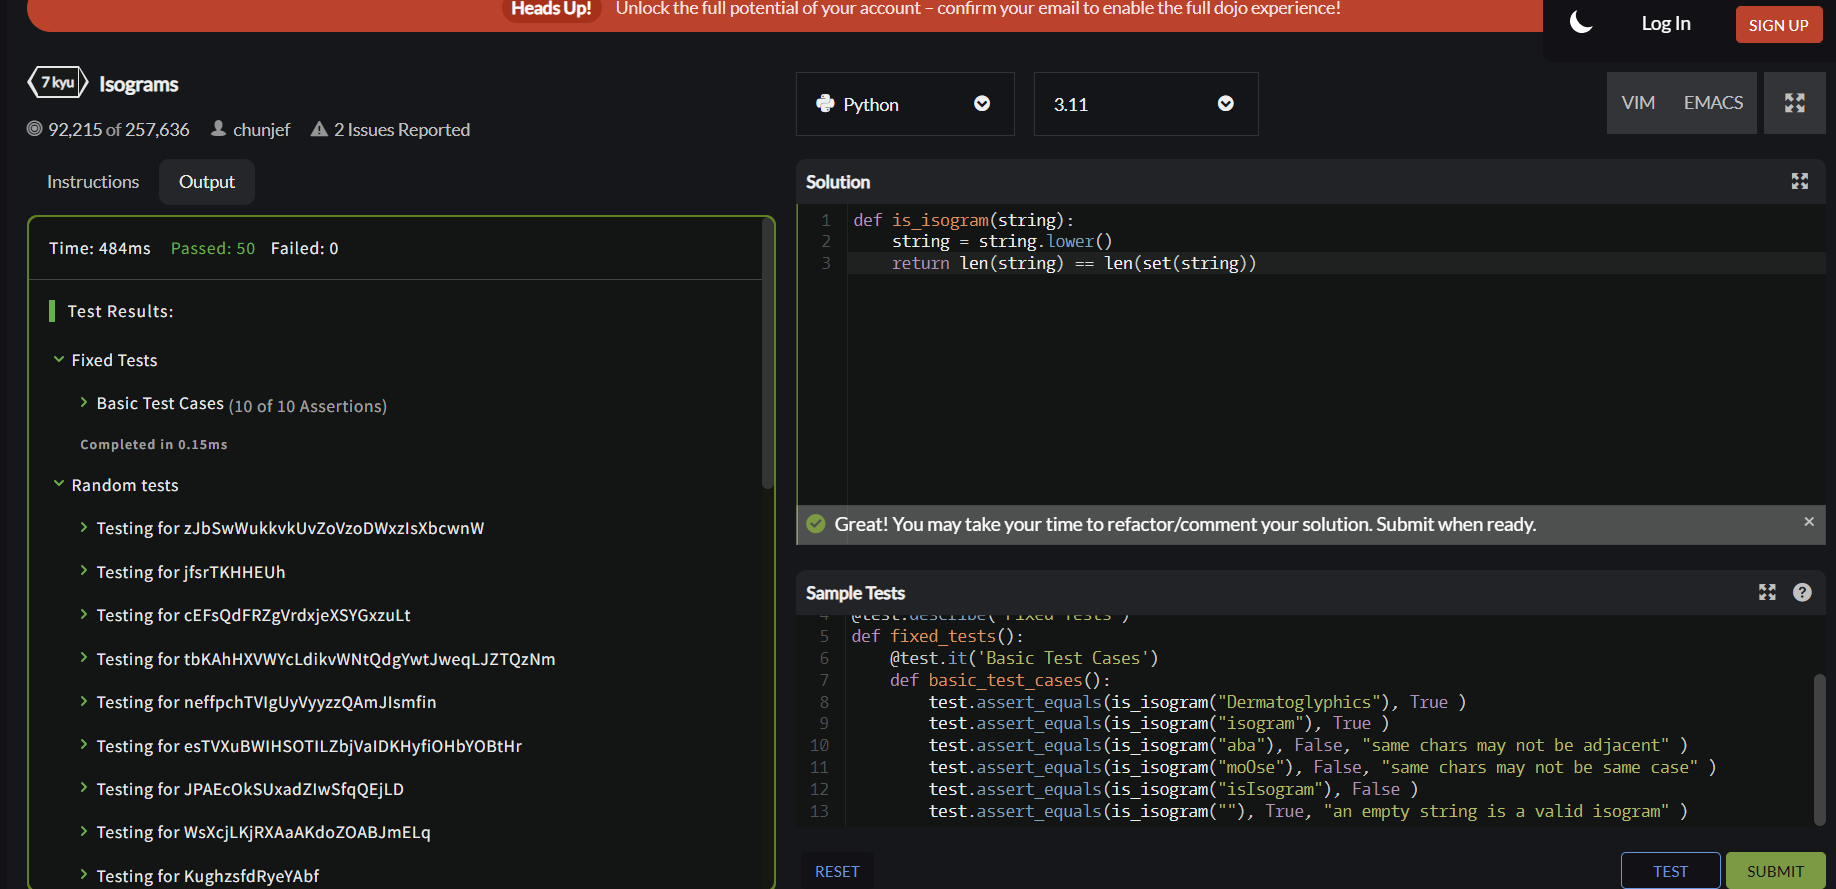 Heads Up! Unlock the full potential of your account – confirm your email to enable the full dojo experience!
Log In
SIGN UP
7 kyu Isograms
92,215 of 257,636 chunjef 2 Issues Reported
Instructions Output
Time: 484ms Passed: 50 Failed: 0
Test Results:
Fixed Tests
Basic Test Cases (10 of 10 Assertions)
Completed in 0.15ms
Random tests
Testing for zJbSwWukkvkUvZoVzoDWxzIsXbcwnW
Testing for jfsrTKHHEUh
Testing for cEFsQdFRZgVrdxjeXSYGxzuLt
Testing for tbKAhHXVWYcLdikvWNtQdgYwtJweqLJZTQzNm
Testing for neffpchTVIgUyVyyzzQAmJIsmfin
Testing for esTVXuBWIHSOTILZbjVaIDKHyfiOHbYOBtHr
Testing for JPAEcOkSUxadZIwSfqQEjLD
Testing for WsXcjLKjRXAaAKdoZOABJmELq
Testing for KughzsfdRyeYAbf
Python
3.11
VIM EMACS
Solution
1 def is_isogram(string):
2 string = string.lower()
3 return len(string) == len(set(string))
Great! You may take your time to refactor/comment your solution. Submit when ready.
Sample Tests
4 @test.describe('Fixed Tests')
5 def fixed_tests():
6 @test.it('Basic Test Cases')
7 def basic_test_cases():
8 test.assert_equals(is_isogram("Dermatoglyphics"), True )
9 test.assert_equals(is_isogram("isogram"), True )
10 test.assert_equals(is_isogram("aba"), False, "same chars may not be adjacent" )
11 test.assert_equals(is_isogram("moOse"), False, "same chars may not be same case" )
12 test.assert_equals(is_isogram("isIsogram"), False )
13 test.assert_equals(is_isogram(""), True, "an empty string is a valid isogram" )
RESET
TEST
SUBMIT